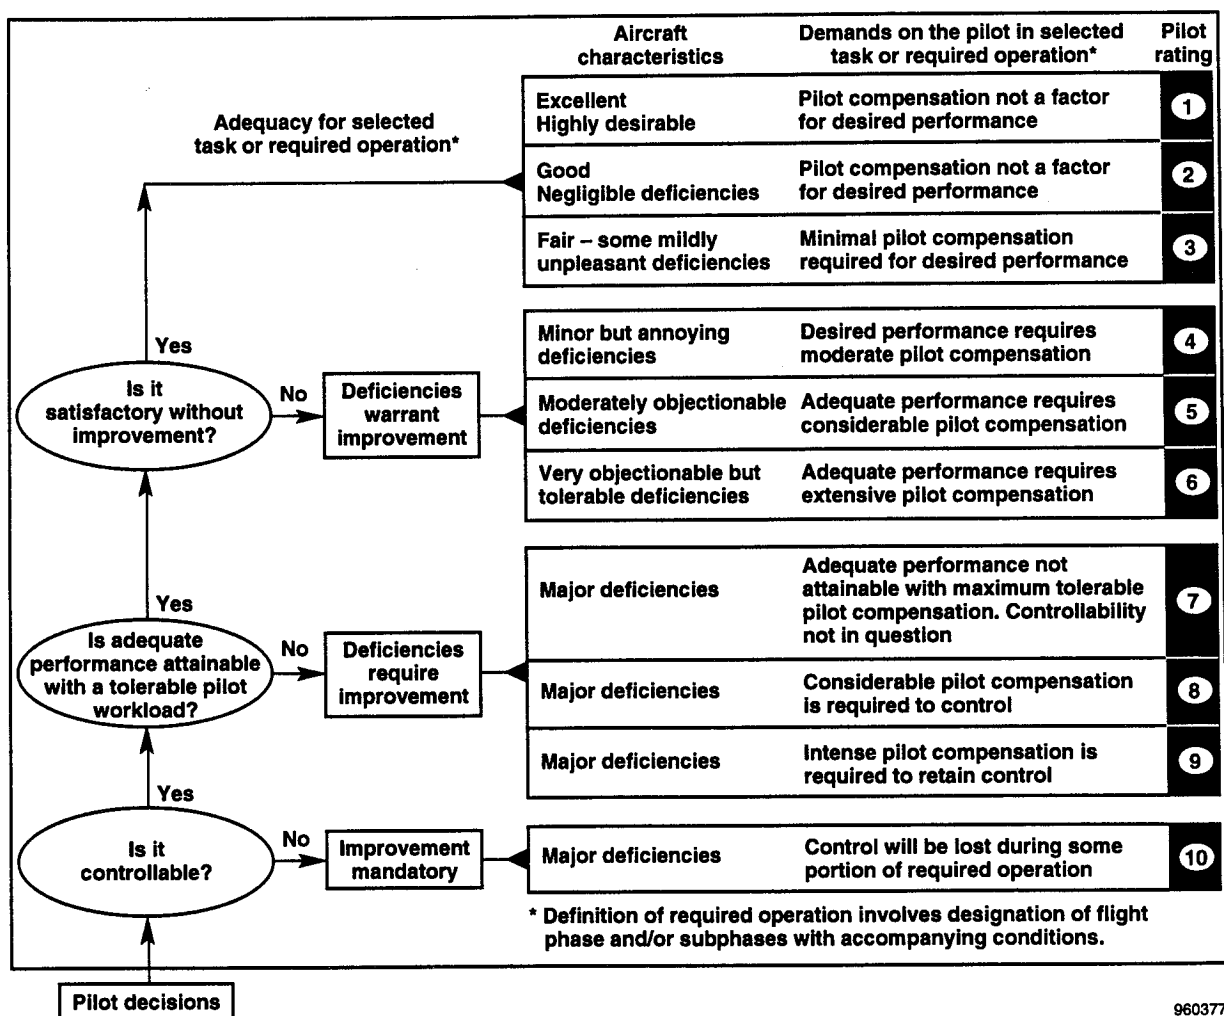 Aircraft
characteristics
Demands on the pilot in selected
task or required operation*
Pilot
rating
Adequacy for selected
task or required operation*
Excellent
Highly desirable
Pilot compensation not a factor
for desired performance
1
Good
Negligible deficiencies
Pilot compensation not a factor
for desired performance
2
Fair – some mildly
unpleasant deficiencies
Minimal pilot compensation
required for desired performance
3
Yes
Is it
satisfactory without
improvement?
No
Deficiencies
warrant
improvement
Minor but annoying
deficiencies
Desired performance requires
moderate pilot compensation
4
Moderately objectionable
deficiencies
Adequate performance requires
considerable pilot compensation
5
Very objectionable but
tolerable deficiencies
Adequate performance requires
extensive pilot compensation
6
Yes
Is adequate
performance attainable
with a tolerable pilot
workload?
No
Deficiencies
require
improvement
Major deficiencies
Adequate performance not
attainable with maximum tolerable
pilot compensation. Controllability
not in question
7
Major deficiencies
Considerable pilot compensation
is required to control
8
Major deficiencies
Intense pilot compensation is
required to retain control
9
Yes
Is it
controllable?
No
Improvement
mandatory
Major deficiencies
Control will be lost during some
portion of required operation
10
* Definition of required operation involves designation of flight
phase and/or subphases with accompanying conditions.
Pilot decisions
960377